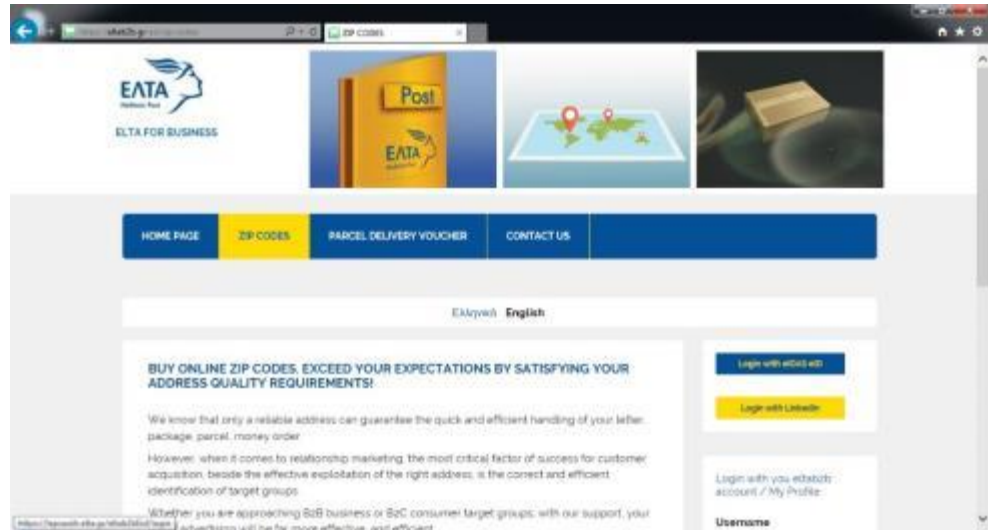 ZIP CODES
ΕΛΤΑ
Hellenic Post
ELTA FOR BUSINESS
Post
ΕΛΤΑ
HOME PAGE ZIP CODES PARCEL DELIVERY VOUCHER CONTACT US
Ελληνικά English
BUY ONLINE ZIP CODES, EXCEED YOUR EXPECTATIONS BY SATISFYING YOUR
ADDRESS QUALITY REQUIREMENTS!
We know that only a reliable address can guarantee the quick and efficient handling of your letter,
package, parcel, money order
However, when it comes to relationship marketing, the most critical factor of success for customer
acquisition, beside the effective exploitation of the right address, is the correct and efficient
identification of target groups
Whether you are approaching B2B business or B2C consumer target groups, with our support, your
advertising will be far more effective, and efficient
Login with eIDAS eID
Login with LinkedIn
Login with you eltab2b
account / My Profile
Username